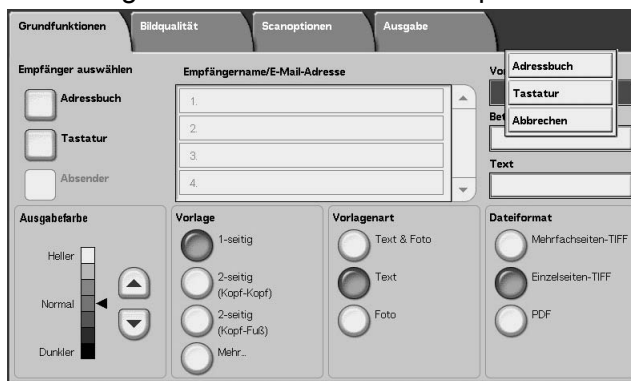 Grundfunktionen
Bildqualität
Scanoptionen
Ausgabe
Empfänger auswählen
Adressbuch
Tastatur
Absender
Empfängername/E-Mail-Adresse
1.
2.
3.
4.
Adressbuch
Tastatur
Abbrechen
Text
Ausgabefarbe
Heller
Normal
Dunkler
Vorlage
1-seitig
2-seitig
(Kopf-Kopf)
2-seitig
(Kopf-Fuß)
Mehr...
Vorlagenart
Text & Foto
Text
Foto
Dateiformat
Mehrfachseiten-TIFF
Einzelseiten-TIFF
PDF